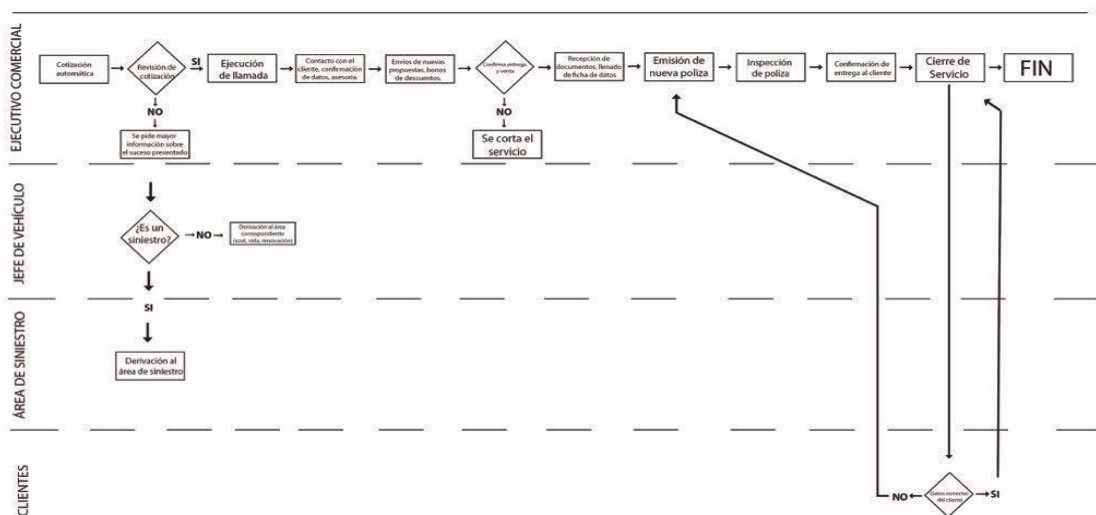 EJECUTIVO COMERCIAL
Cotización
automática
Revisión de
cotización
SI
Ejecución
de llamada
Contacto con el
cliente, confirmación
de datos, asesoría.
Envíos de nuevas
propuestas, bonos
de descuentos.
Confirma entrega
y venta
Recepción de
documentos, llenado
de ficha de datos
Emisión de
nueva poliza
Inspección
de poliza
Confirmación de
entega al cliente
Cierre de
Servicio
FIN
NO
Se pide mayor
información sobre
el suceso presentado
NO
Se corta el
servicio
JEFE DE VEHÍCULO
¿Es un
siniestro?
NO
Derivación al área
correspondiente
(soat, vida, renovación)
SI
ÁREA DE SINIESTRO
Derivación al
área de siniestro
CLIENTES
NO
Datos correctos
del cliente
SI